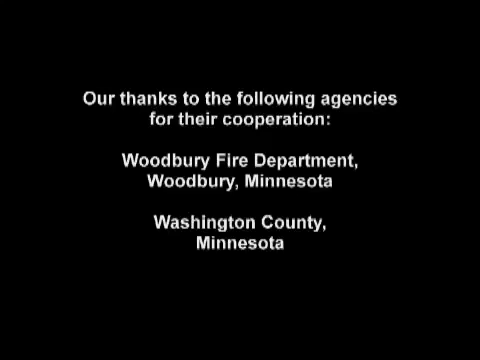 Our thanks to the following agencies
for their cooperation:
Woodbury Fire Department,
Woodbury, Minnesota
Washington County,
Minnesota